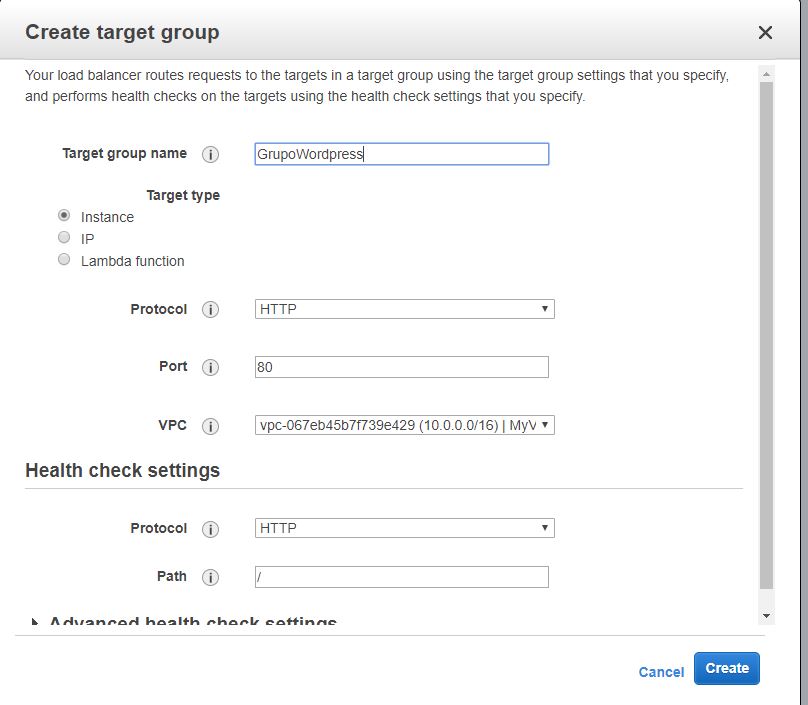 Create target group
Your load balancer routes requests to the targets in a target group using the target group settings that you specify,
and performs health checks on the targets using the health check settings that you specify.
Target group name GrupoWordpress
Target type
Instance
IP
Lambda function
Protocol HTTP
Port 80
VPC vpc-067eb45b7f739e429 (10.0.0.0/16) | MyV
Health check settings
Protocol HTTP
Path /
Advanced health check settings
Cancel Create